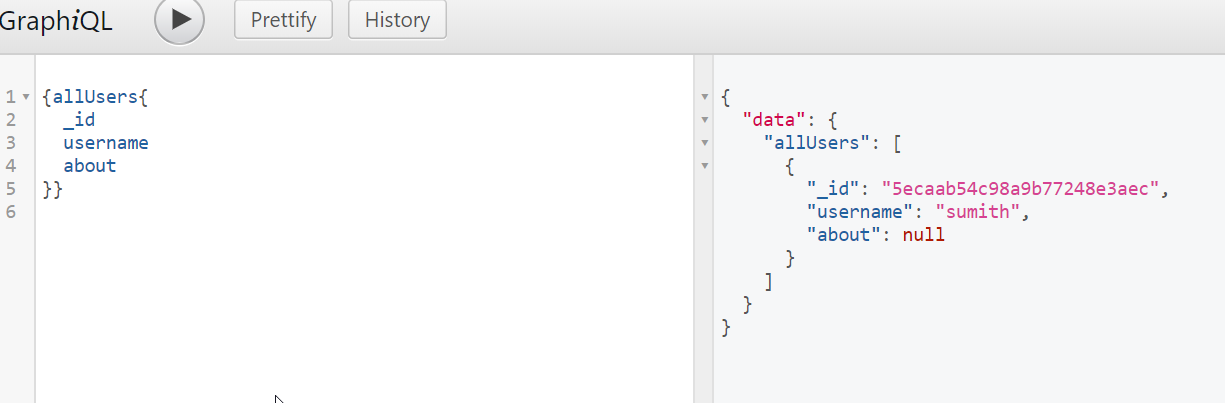 GraphiQL Prettify History
1 {allUsers{
2 _id
3 username
4 about
5 }}
6
{
"data": {
"allUsers": [
{
"_id": "5ecaab54c98a9b77248e3aec",
"username": "sumith",
"about": null
}
]
}
}